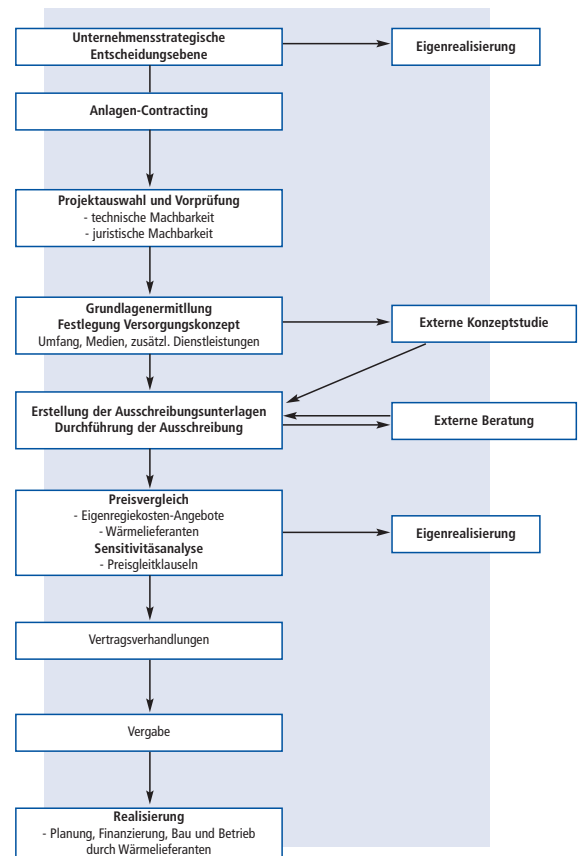 Unternehmensstrategische
Entscheidungsebene
Eigenrealisierung
Anlagen-Contracting
Projektauswahl und Vorprüfung
- technische Machbarkeit
- juristische Machbarkeit
Grundlagenermitllung
Festlegung Versorgungskonzept
Umfang, Medien, zusätzl. Dienstleistungen
Externe Konzeptstudie
Erstellung der Ausschreibungsunterlagen
Durchführung der Ausschreibung
Externe Beratung
Preisvergleich
- Eigenregiekosten-Angebote
- Wärmelieferanten
Sensitivitäsanalyse
- Preisgleitklauseln
Eigenrealisierung
Vertragsverhandlungen
Vergabe
Realisierung
- Planung, Finanzierung, Bau und Betrieb
durch Wärmelieferanten